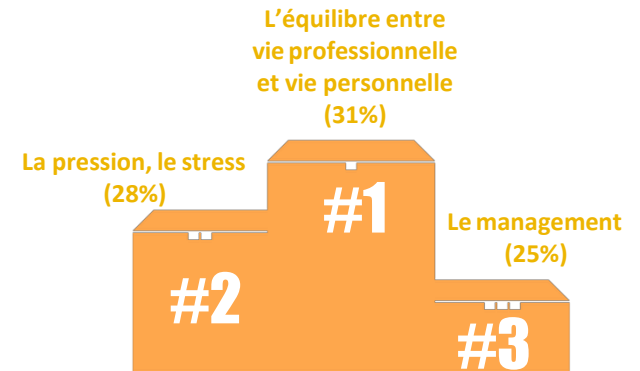 L’équilibre entre
vie professionnelle
et vie personnelle
(31%)
La pression, le stress
(28%)
#1
Le management
(25%)
#2
#3